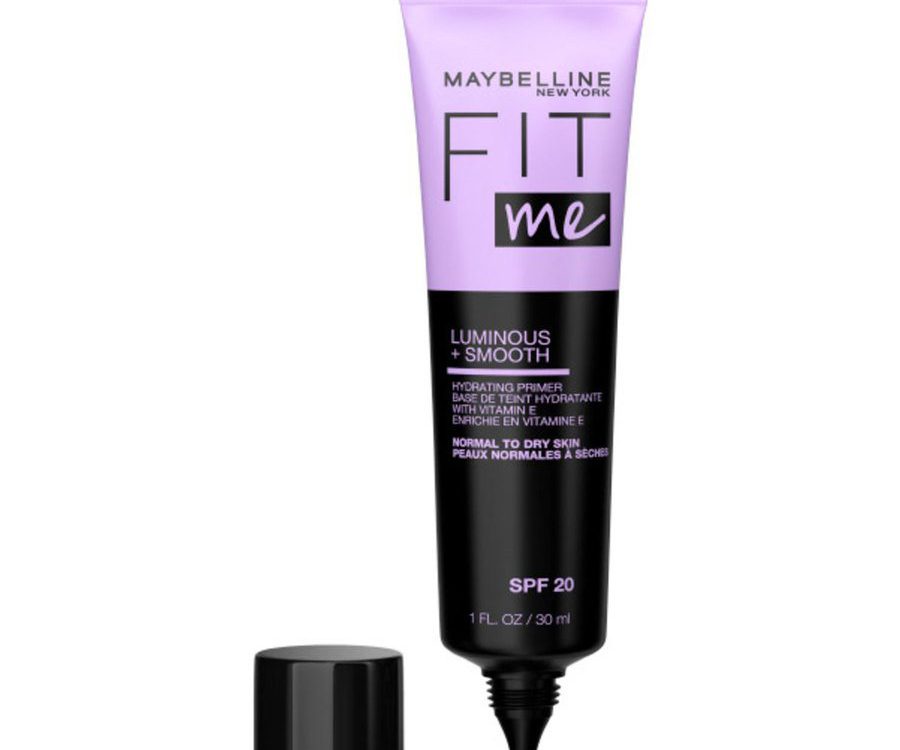 MAYBELLINE
NEW YORK
FIT
me
LUMINOUS
+ SMOOTH
HYDRATING PRIMER
BASE DE TEINT HYDRATANTE
WITH VITAMIN E
ENRICHIE EN VITAMINE E
NORMAL TO DRY SKIN
PEAUX NORMALES À SÈCHES
SPF 20
1 FL. OZ / 30 ml